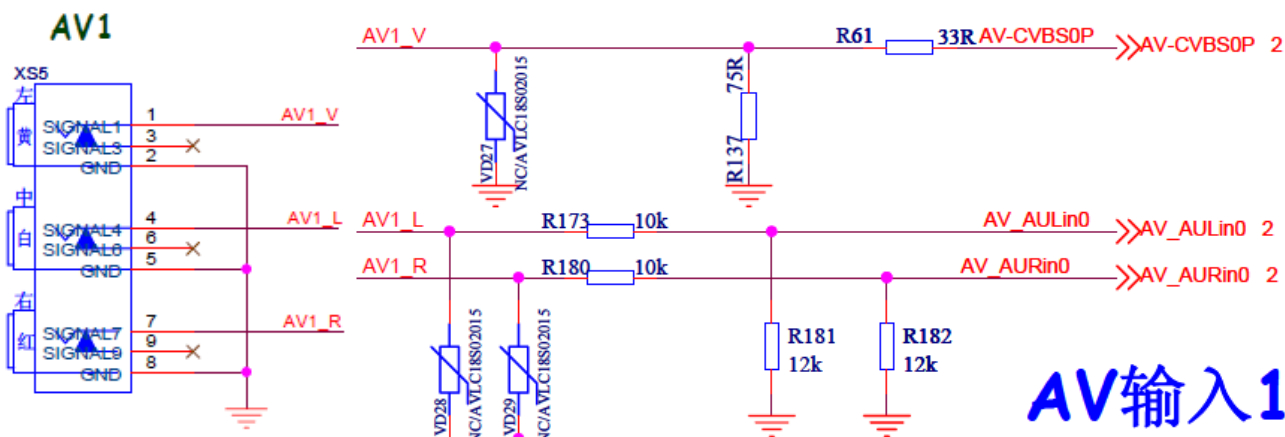 AV1
XS5
左
黄
SIGNAL1
1
AV1_V
SIGNAL3
3
GND
2
中
白
SIGNAL4
4
AV1_L
SIGNAL6
6
GND
5
右
红
SIGNAL7
7
AV1_R
SIGNAL9
9
GND
8
AV1_V
R61
33R
AV-CVBS0P
AV-CVBS0P 2
VD27
NC/AVLC18S02015
75R
R137
AV1_L
R173
10k
AV_AULin0
AV_AULin0 2
AV1_R
R180
10k
AV_AURin0
AV_AURin0 2
VD28
NC/AVLC18S02015
VD29
NC/AVLC18S02015
R181
12k
R182
12k
AV输入1